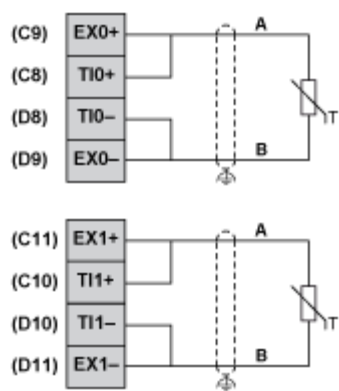 (C9) EX0+ A
(C8) TI0+
T
(D8) TI0–
(D9) EX0– B
(C11) EX1+ A
(C10) TI1+
T
(D10) TI1–
(D11) EX1– B